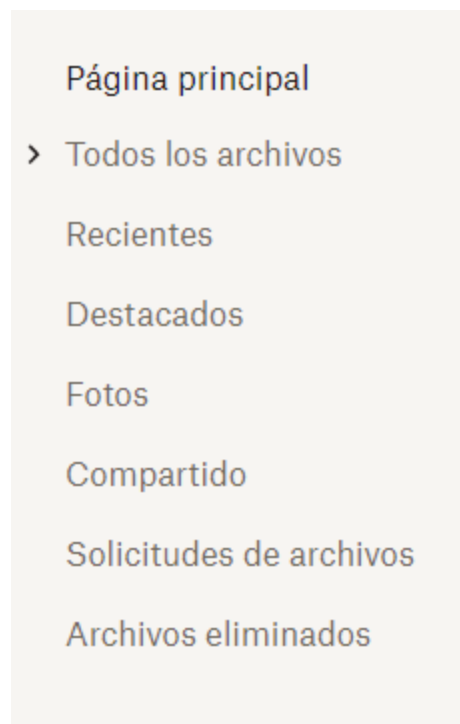 Página principal
Todos los archivos
Recientes
Destacados
Fotos
Compartido
Solicitudes de archivos
Archivos eliminados